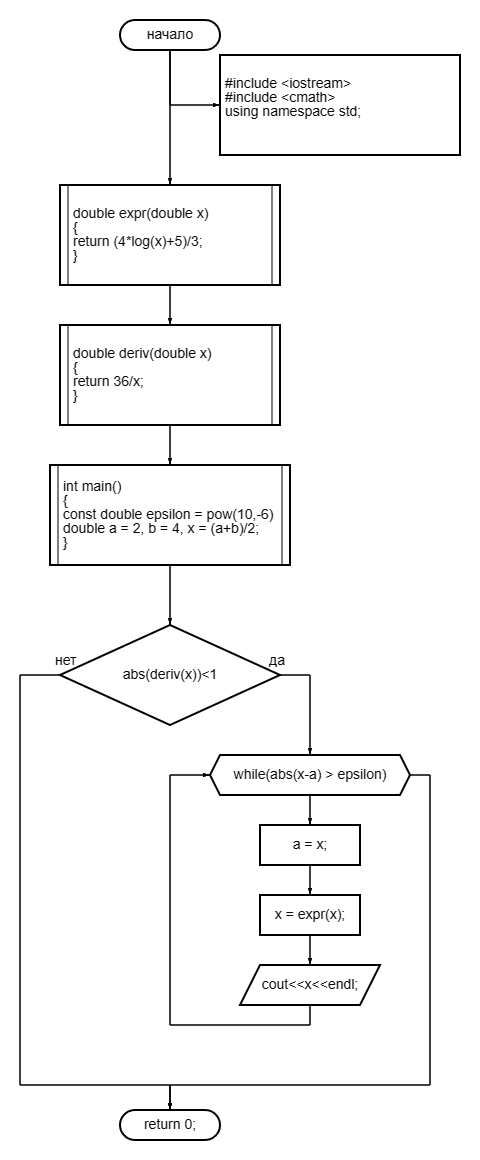 начало
#include <iostream>
#include <cmath>
using namespace std;
double expr(double x)
{
return (4*log(x)+5)/3;
}
double deriv(double x)
{
return 36/x;
}
int main()
{
const double epsilon = pow(10,-6)
double a = 2, b = 4, x = (a+b)/2;
}
нет
да
abs(deriv(x))<1
while(abs(x-a) > epsilon)
a = x;
x = expr(x);
cout<<x<<endl;
return 0;